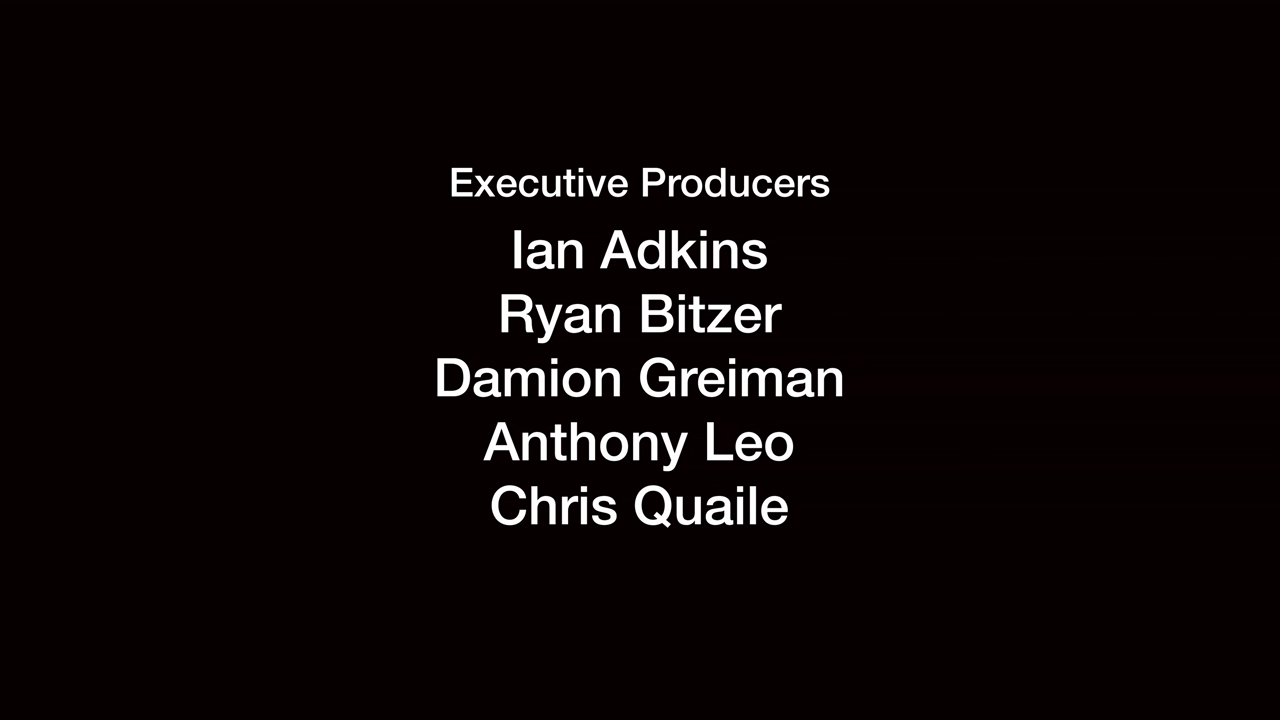 Executive Producers
Ian Adkins
Ryan Bitzer
Damion Greiman
Anthony Leo
Chris Quaile